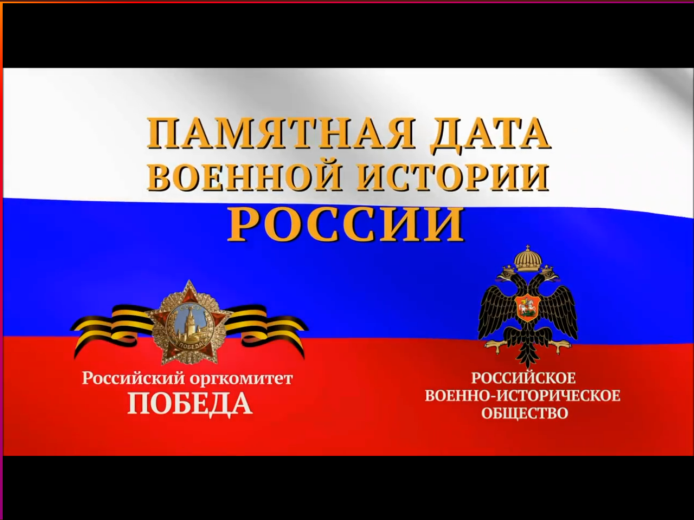 ПАМЯТНАЯ ДАТА
ВОЕННОЙ ИСТОРИИ
РОССИИ
Российский оргкомитет
ПОБЕДА
РОССИЙСКОЕ
ВОЕННО-ИСТОРИЧЕСКОЕ
ОБЩЕСТВО